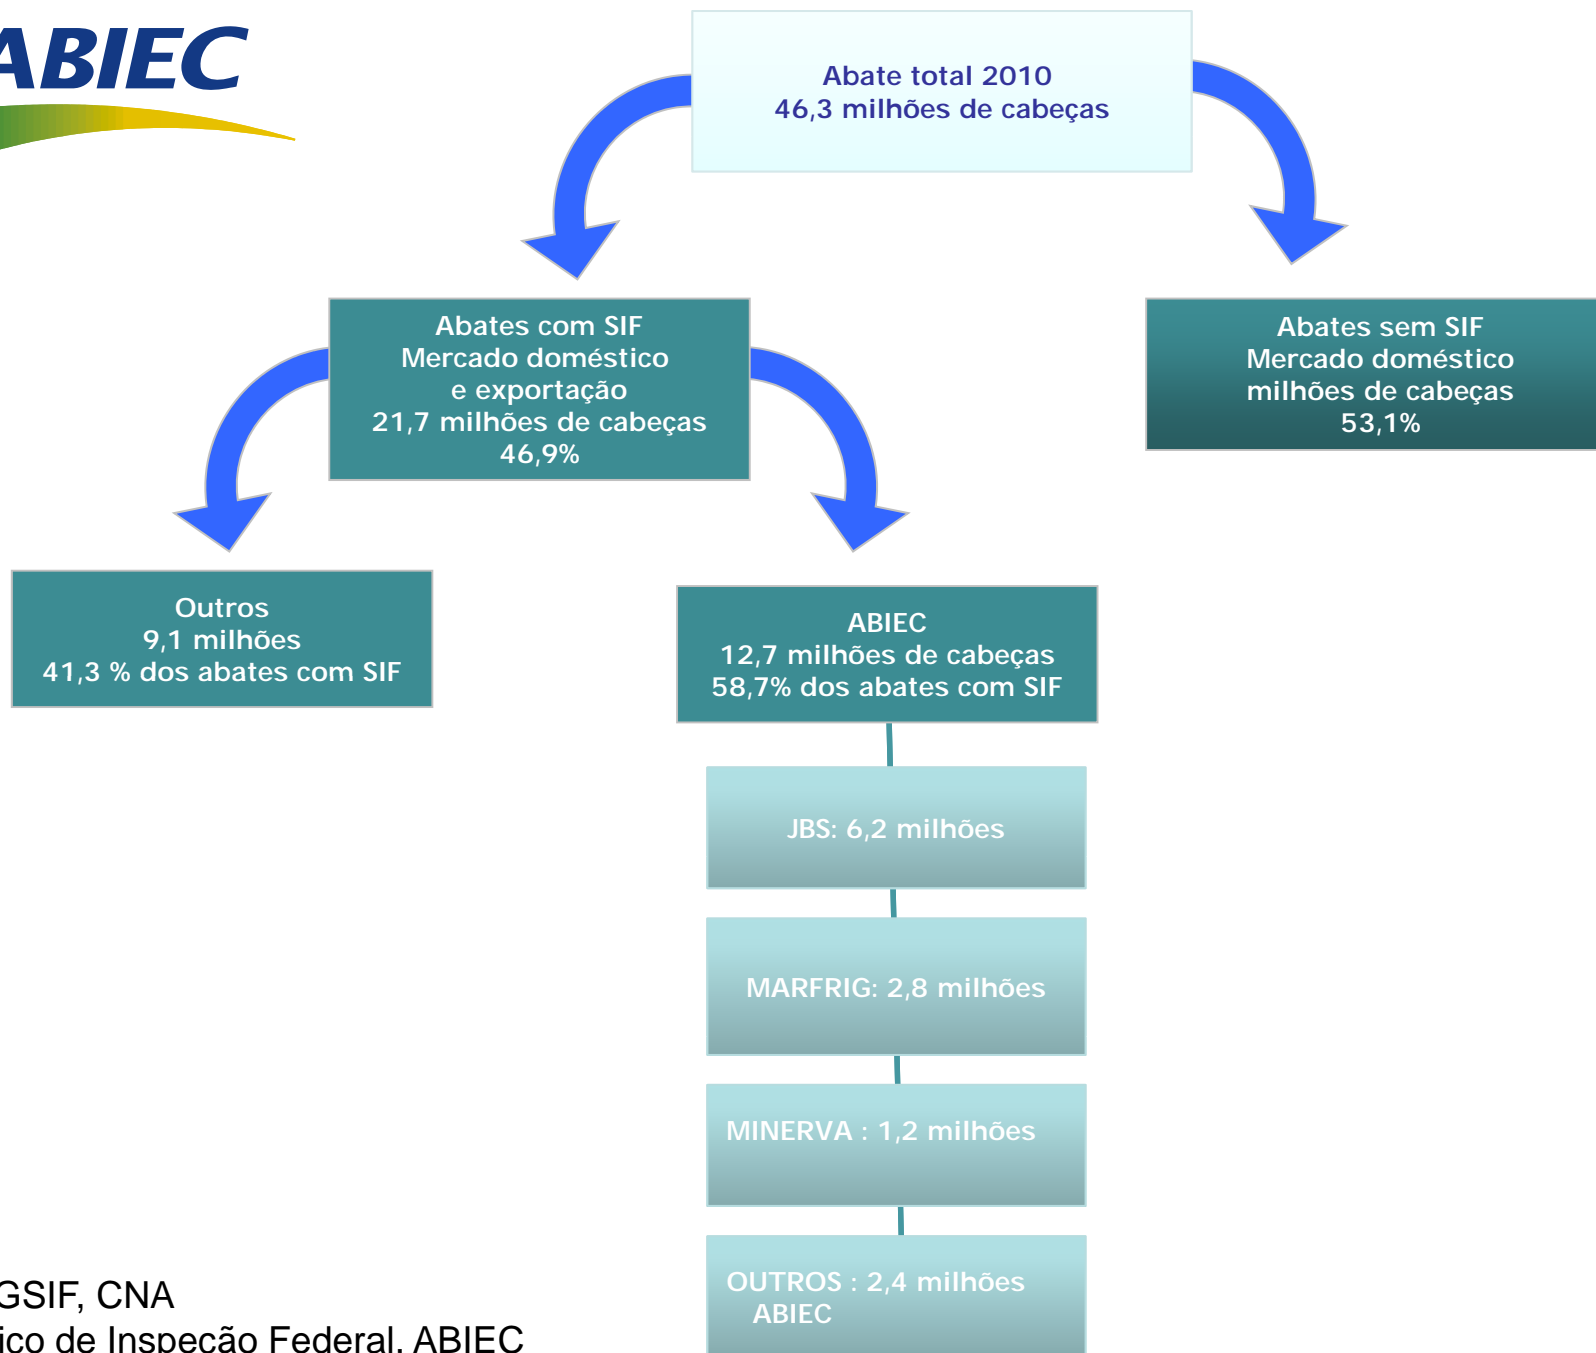 ABIEC
Abate total 2010
46,3 milhões de cabeças
Abates com SIF
Mercado doméstico
e exportação
21,7 milhões de cabeças
46,9%
Abates sem SIF
Mercado doméstico
milhões de cabeças
53,1%
Outros
9,1 milhões
41,3 % dos abates com SIF
ABIEC
12,7 milhões de cabeças
58,7% dos abates com SIF
JBS: 6,2 milhões
MARFRIG: 2,8 milhões
MINERVA : 1,2 milhões
OUTROS : 2,4 milhões
ABIEC
GSIF, CNA
ico de Inspeção Federal, ABIEC